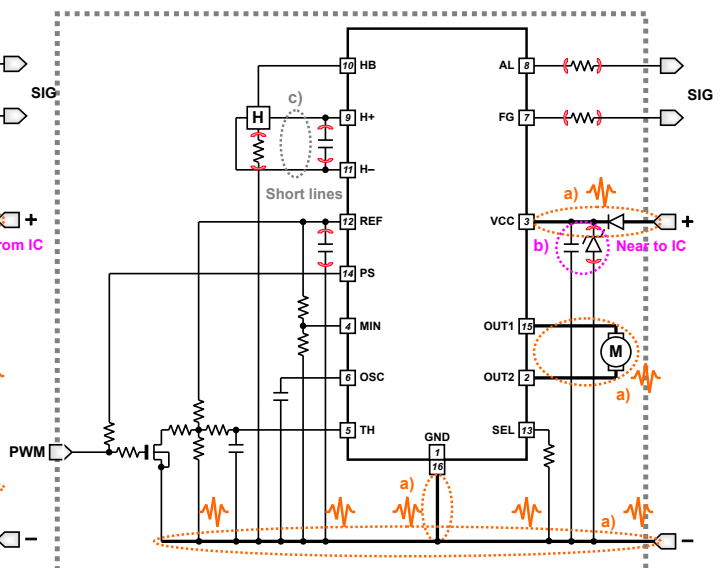 10 HB
AL 8
SIG
c)
SIG
H
9 H+
FG 7
11 H–
Short lines
a)
12 REF
VCC 3
+
+
b)
Near to IC
rom IC
14 PS
4 MIN
OUT1 15
M
6 OSC
OUT2 2
a)
5 TH
SEL 13
GND
PWM
1
16
a)
a)
–
–